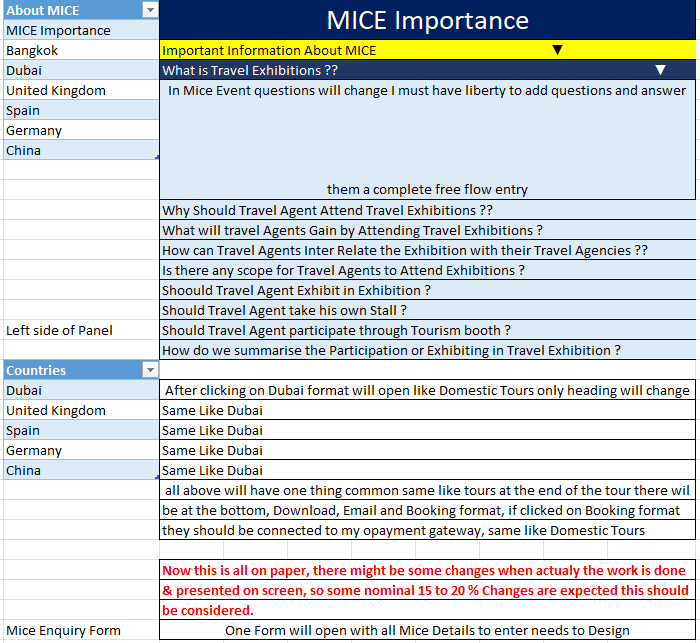 About MICE
MICE Importance
MICE Importance
Bangkok
Important Information About MICE
Dubai
What is Travel Exhibitions ??
United Kingdom
In Mice Event questions will change I must have liberty to add questions and answer
Spain
Germany
China
them a complete free flow entry
Why Should Travel Agent Attend Travel Exhibitions ??
What will travel Agents Gain by Attending Travel Exhibitions ?
How can Travel Agents Inter Relate the Exhibition with their Travel Agencies ??
Is there any scope for Travel Agents to Attend Exhibitions ?
Shoould Travel Agent Exhibit in Exhibition ?
Should Travel Agent take his own Stall ?
Left side of Panel
Should Travel Agent participate through Tourism booth ?
How do we summarise the Participation or Exhibiting in Travel Exhibition ?
Countries
Dubai
After clicking on Dubai format will open like Domestic Tours only heading will change
United Kingdom
Same Like Dubai
Spain
Same Like Dubai
Germany
Same Like Dubai
China
Same Like Dubai
all above will have one thing common same like tours at the end of the tour there wil
be at the bottom, Download, Email and Booking format, if clicked on Booking format
they should be connected to my opayment gateway, same like Domestic Tours
Now this is all on paper, there might be some changes when actualy the work is done
& presented on screen, so some nominal 15 to 20 % Changes are expected this should
be considered.
Mice Enquiry Form
One Form will open with all Mice Details to enter needs to Design